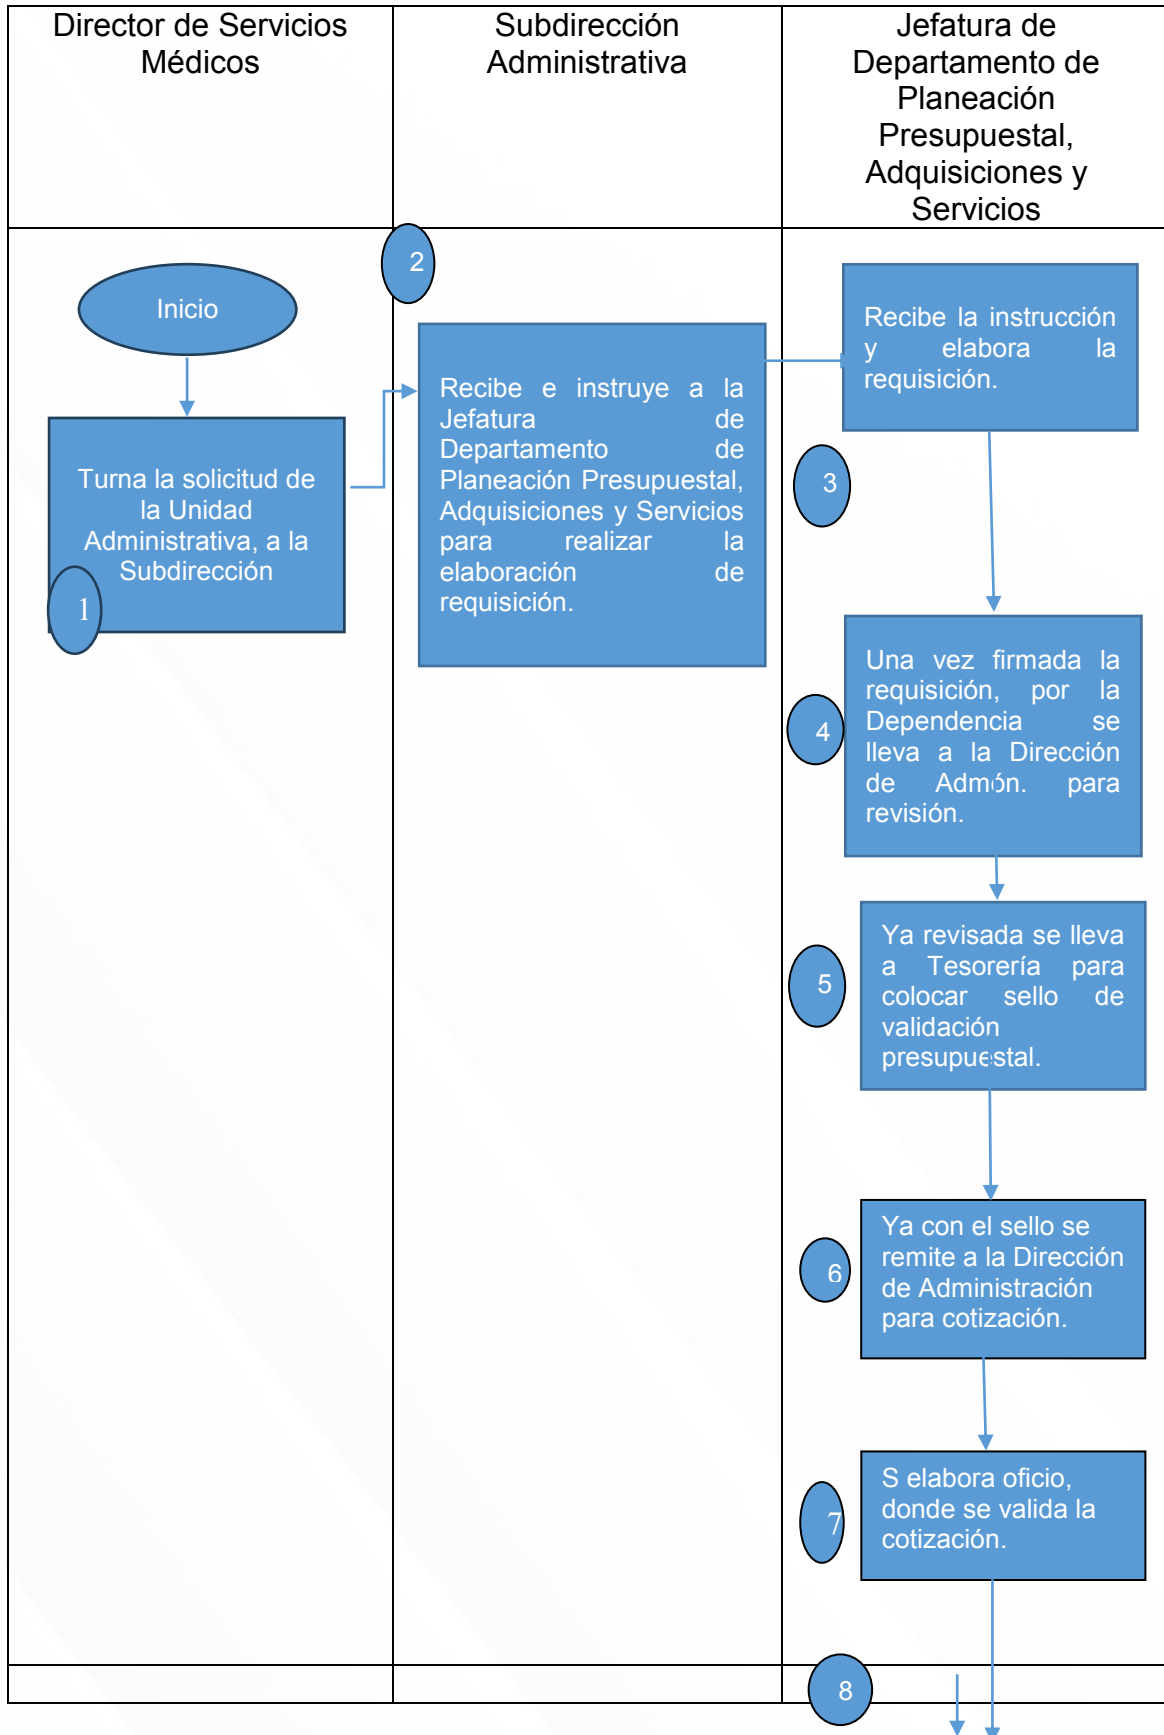 Director de Servicios
Médicos
Subdirección
Administrativa
Jefatura de
Departamento de
Planeación
Presupuestal,
Adquisiciones y
Servicios
Inicio
Turna la solicitud de
la Unidad
Administrativa, a la
Subdirección
1
2
Recibe e instruye a la
Jefatura de
Departamento de
Planeación Presupuestal,
Adquisiciones y Servicios
para realizar la
elaboración de
requisición.
Recibe la instrucción
y elabora la
requisición.
3
Una vez firmada la
requisición, por la
Dependencia se
lleva a la Dirección
de Admón. para
revisión.
4
Ya revisada se lleva
a Tesorería para
colocar sello de
validación
presupuestal.
5
Ya con el sello se
remite a la Dirección
de Administración
para cotización.
6
S elabora oficio,
donde se valida la
cotización.
7
8